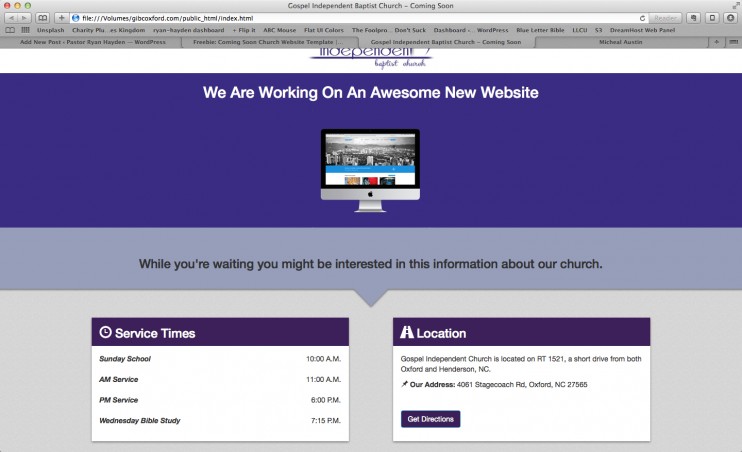 Gospel Independent Baptist Church – Coming Soon
file:///Volumes/gibcoxford.com/public_html/index.html
Reader
Unsplash Charity Plu...es Kingdom ryan-hayden dashboard + Flip it ABC Mouse Flat UI Colors The Foolpru... Don't Suck Dashboard ‹ ...WordPress Blue Letter Bible LLCU 53 DreamHost Web Panel
Add New Post ‹ Pastor Ryan Hayden — WordPress Freebie: Coming Soon Church Website Template |... Gospel Independent Baptist Church – Coming Soon Micheal Austin
independent
baptist church
We Are Working On An Awesome New Website
While you're waiting you might be interested in this information about our church.
Service Times
Sunday School 10:00 A.M.
AM Service 11:00 A.M.
PM Service 6:00 P.M.
Wednesday Bible Study 7:15 P.M.
Location
Gospel Independent Church is located on RT 1521, a short drive from both
Oxford and Henderson, NC.
Our Address: 4061 Stagecoach Rd, Oxford, NC 27565
Get Directions